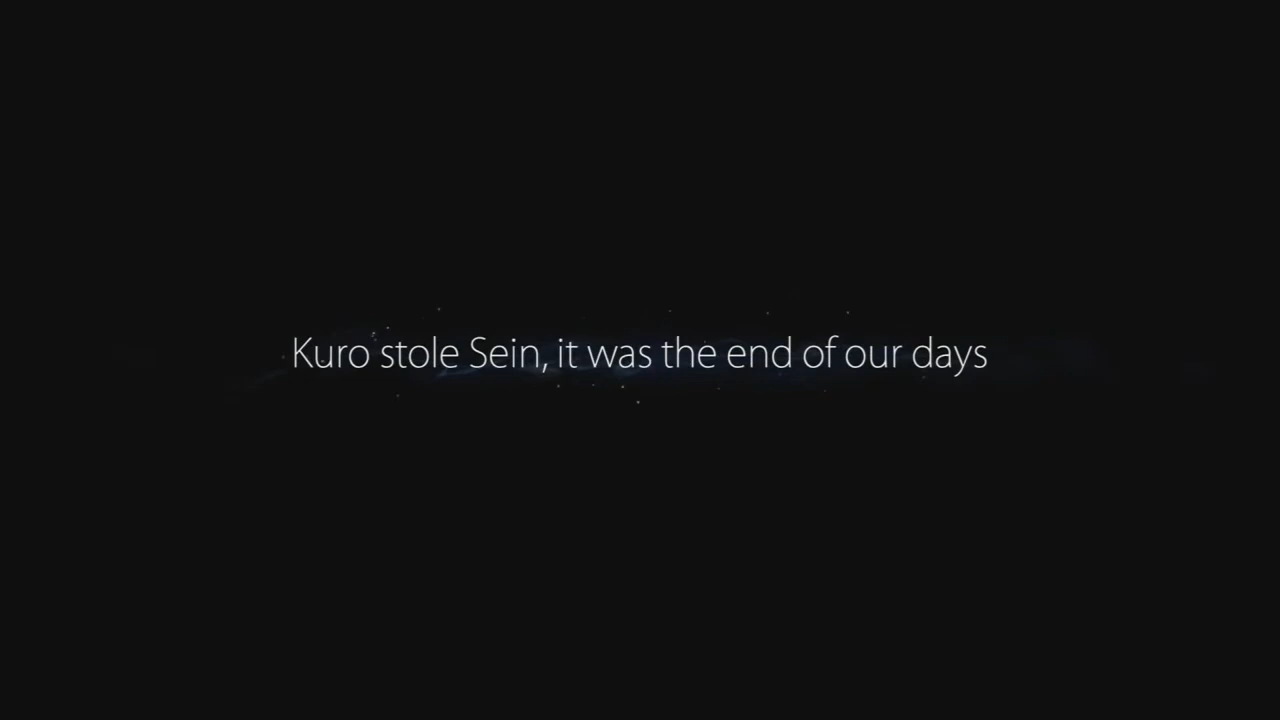 Kuro stole Sein, it was the end of our days